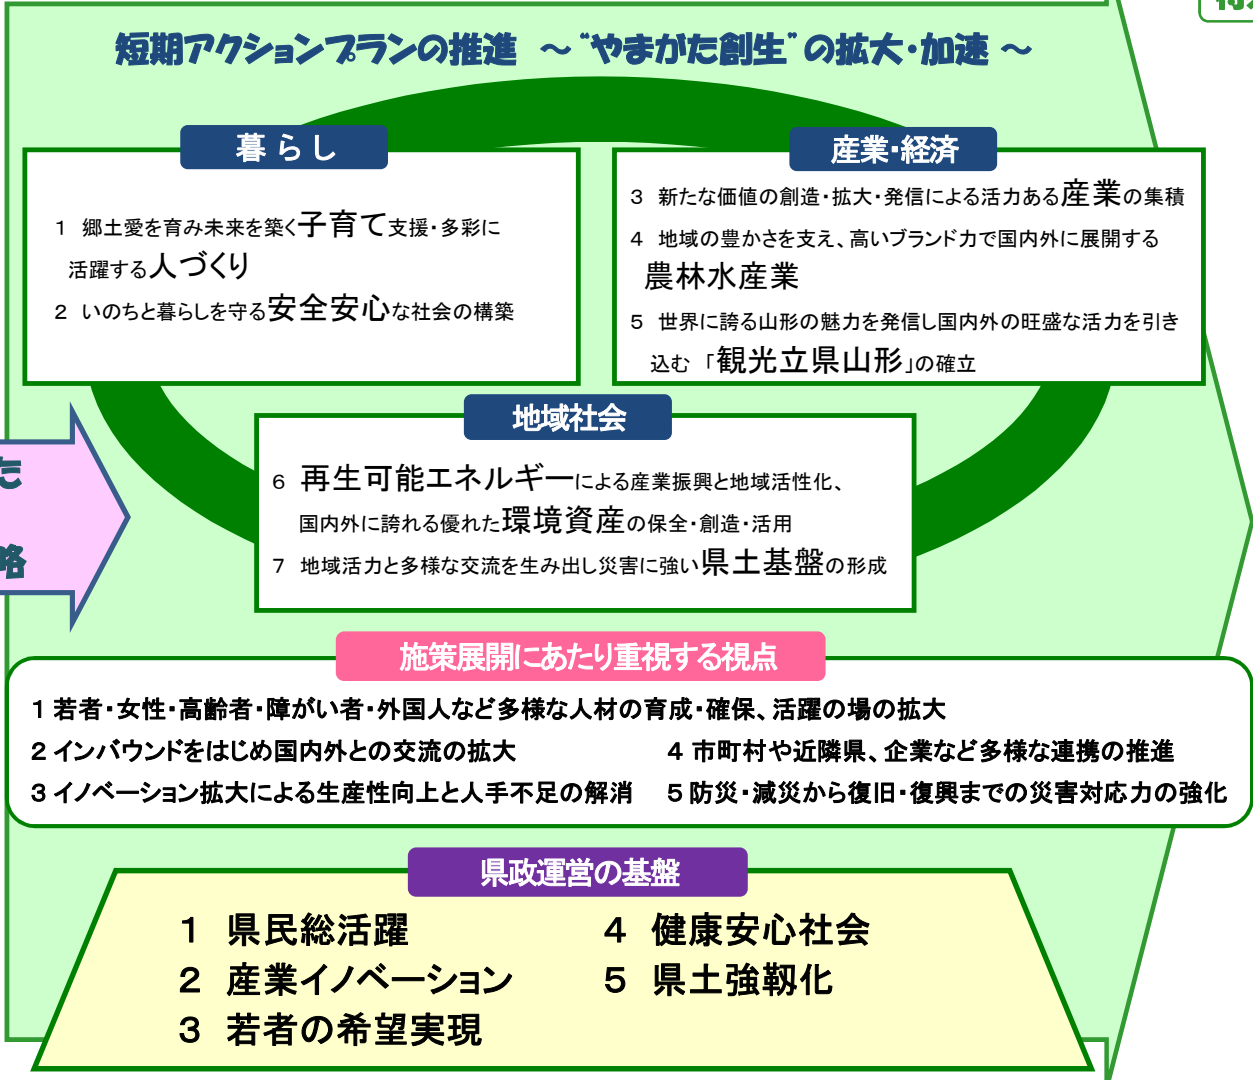 短期アクションプランの推進 ～“やまがた創生”の拡大・加速～
暮らし
1 郷土愛を育み未来を築く子育て支援・多彩に
活躍する人づくり
2 いのちと暮らしを守る安全安心な社会の構築
産業・経済
3 新たな価値の創造・拡大・発信による活力ある産業の集積
4 地域の豊かさを支え、高いブランド力で国内外に展開する
農林水産業
5 世界に誇る山形の魅力を発信し国内外の旺盛な活力を引き
込む 「観光立県山形」の確立
地域社会
6 再生可能エネルギーによる産業振興と地域活性化、
国内外に誇れる優れた環境資産の保全・創造・活用
7 地域活力と多様な交流を生み出し災害に強い県土基盤の形成
た
略
施策展開にあたり重視する視点
1 若者・女性・高齢者・障がい者・外国人など多様な人材の育成・確保、活躍の場の拡大
2 インバウンドをはじめ国内外との交流の拡大
3 イノベーション拡大による生産性向上と人手不足の解消
4 市町村や近隣県、企業など多様な連携の推進
5 防災・減災から復旧・復興までの災害対応力の強化
県政運営の基盤
1 県民総活躍
2 産業イノベーション
3 若者の希望実現
4 健康安心社会
5 県土強靱化